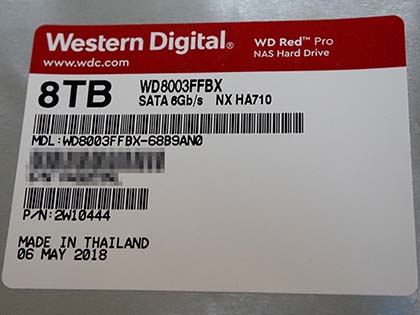 Western Digital®
WD Red™ Pro
NAS Hard Drive
www.wdc.com
8TB
WD8003FFBX
SATA 6Gb/s NX HA710
MDL:WD8003FFBX-68B9AN0
P/N:2W10444
MADE IN THAILAND
06 MAY 2018